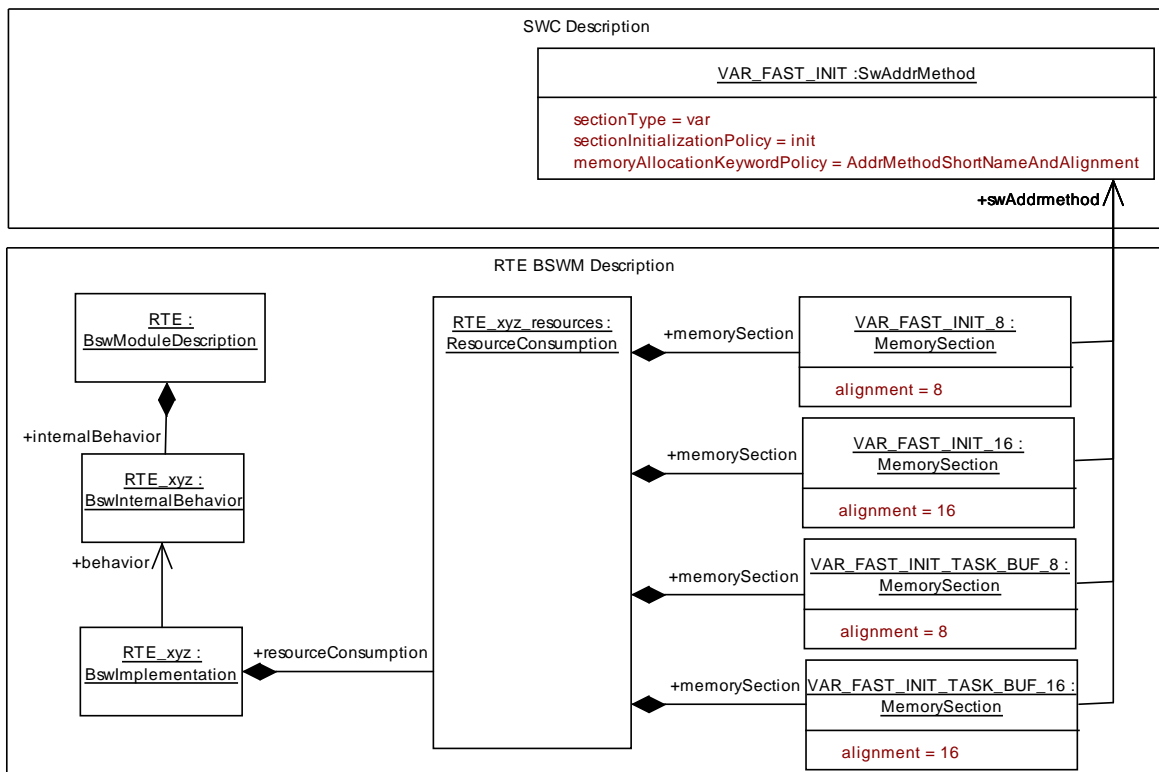 SWC Description
VAR_FAST_INIT :SwAddrMethod
sectionType = var
sectionInitializationPolicy = init
memoryAllocationKeywordPolicy = AddrMethodShortNameAndAlignment
+swAddrmethod
RTE BSWM Description
RTE :
BswModuleDescription
+internalBehavior
RTE_xyz :
BswInternalBehavior
+behavior
RTE_xyz :
BswImplementation
+resourceConsumption
RTE_xyz_resources :
ResourceConsumption
+memorySection
VAR_FAST_INIT_8 :
MemorySection
alignment = 8
+memorySection
VAR_FAST_INIT_16 :
MemorySection
alignment = 16
+memorySection
VAR_FAST_INIT_TASK_BUF_8 :
MemorySection
alignment = 8
+memorySection
VAR_FAST_INIT_TASK_BUF_16 :
MemorySection
alignment = 16